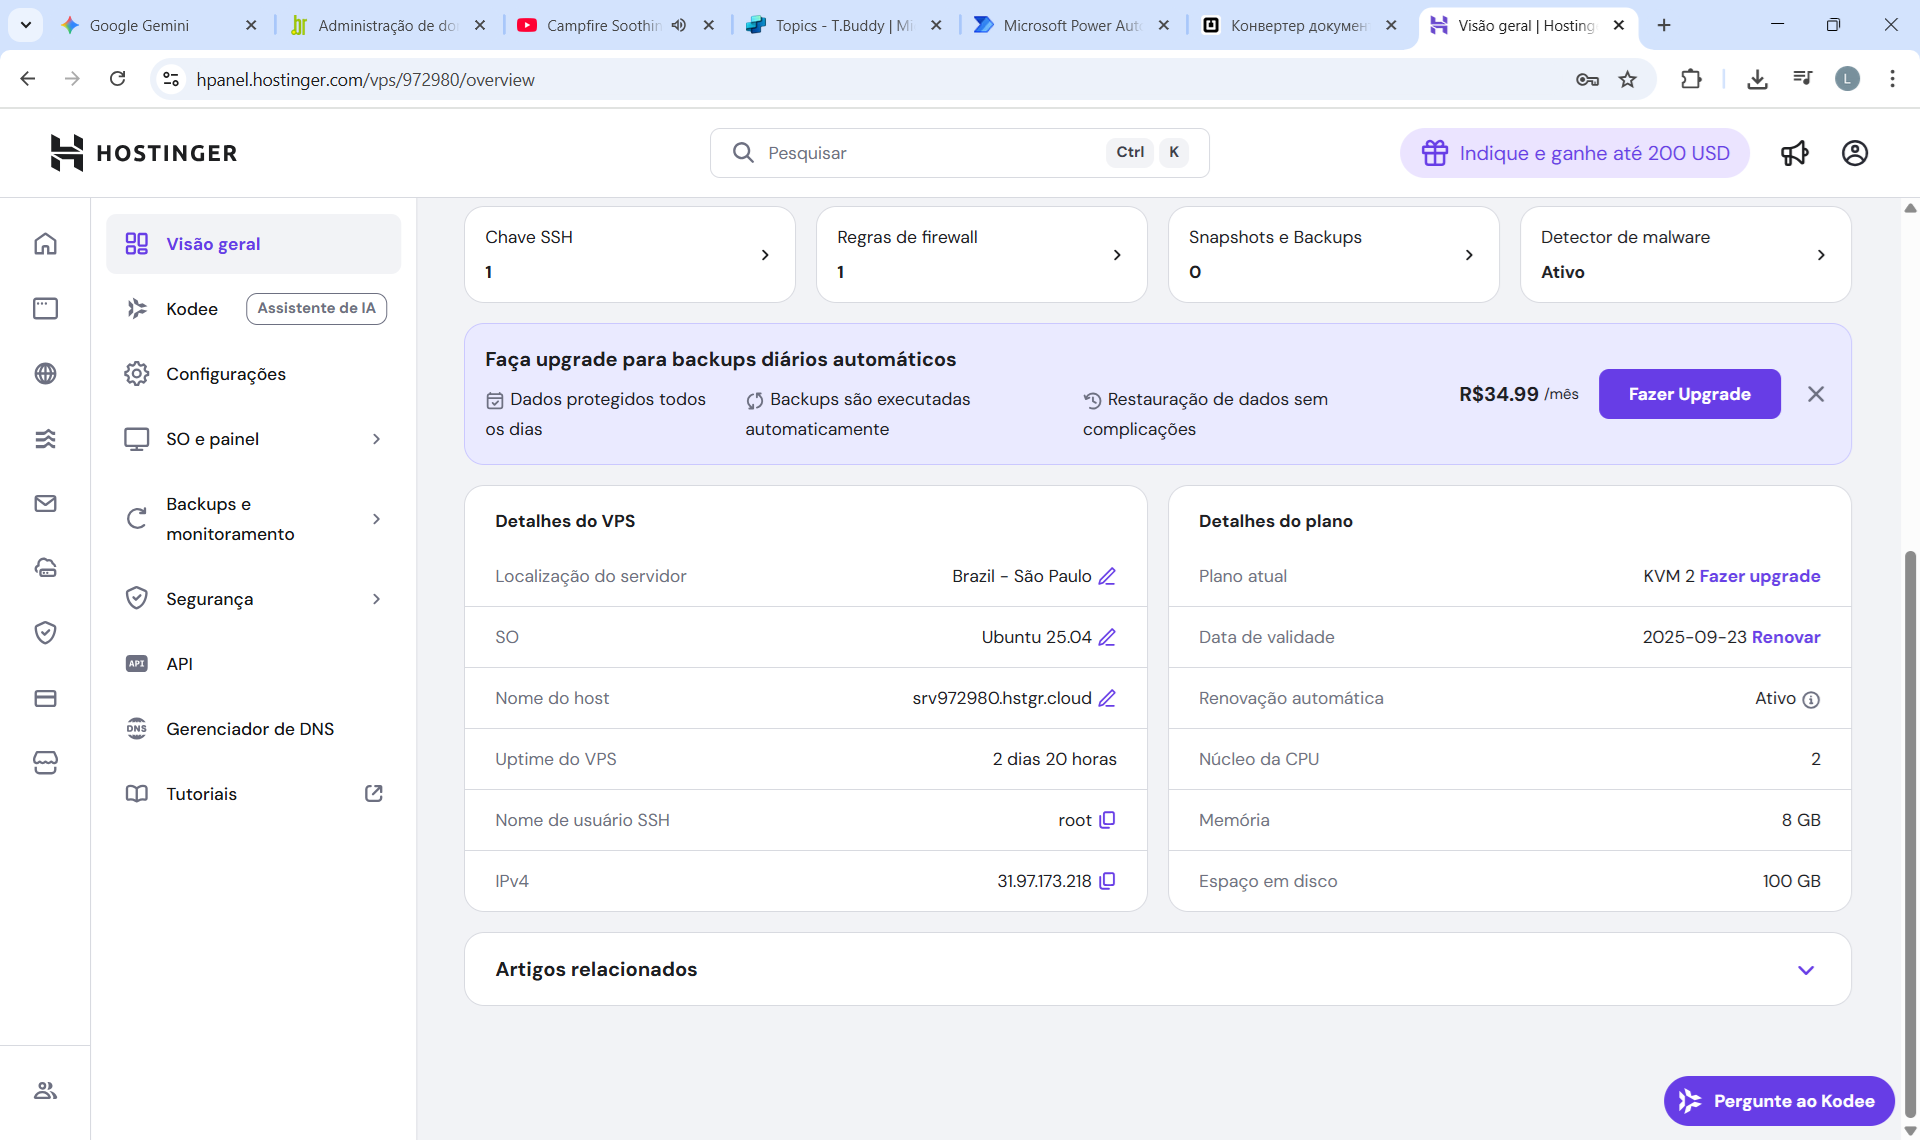 Google Gemini
Administração de do
Campfire Soothin
Topics - T.Buddy | Mi
Microsoft Power Aut
Конвертер докумен
Visão geral | Hosting
hpanel.hostinger.com/vps/972980/overview
L
HOSTINGER
Pesquisar
Ctrl
K
Indique e ganhe até 200 USD
Visão geral
Kodee
Assistente de IA
Configurações
SO e painel
Backups e
monitoramento
Segurança
API
API
DNS
Gerenciador de DNS
Tutoriais
Chave SSH
1
Regras de firewall
1
Snapshots e Backups
0
Detector de malware
Ativo
Faça upgrade para backups diários automáticos
Dados protegidos todos
os dias
Backups são executadas
automaticamente
Restauração de dados sem
complicações
R$34.99 /mês
Fazer Upgrade
Detalhes do VPS
Localização do servidor
Brazil - São Paulo
SO
Ubuntu 25.04
Nome do host
srv972980.hstgr.cloud
Uptime do VPS
2 dias 20 horas
Nome de usuário SSH
root
IPv4
31.97.173.218
Detalhes do plano
Plano atual
KVM 2 Fazer upgrade
Data de validade
2025-09-23 Renovar
Renovação automática
Ativo
Núcleo da CPU
2
Memória
8 GB
Espaço em disco
100 GB
Artigos relacionados
Pergunte ao Kodee